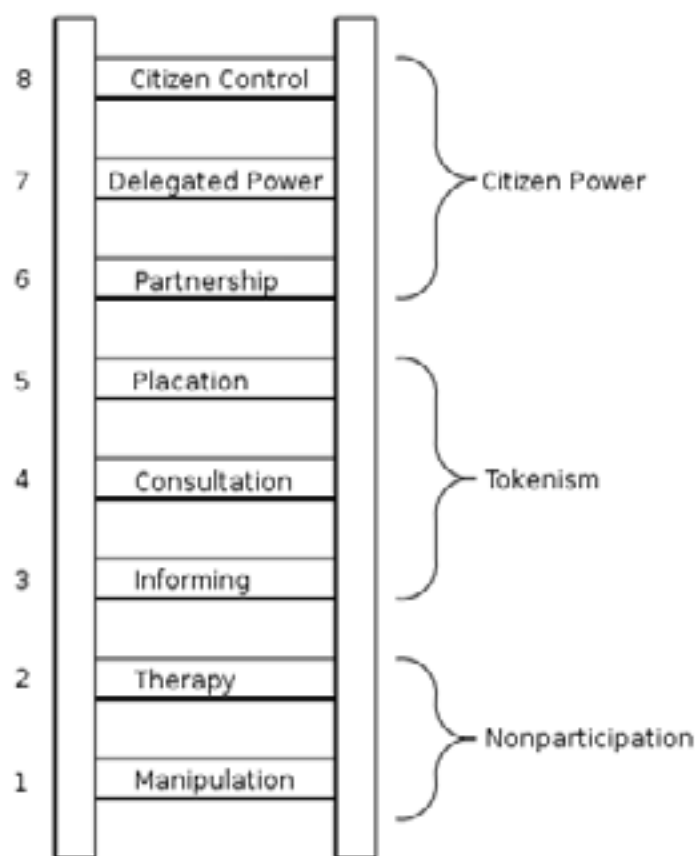 8 Citizen Control
7 Delegated Power
Citizen Power
6 Partnership
5 Placation
4 Consultation
Tokenism
3 Informing
2 Therapy
Nonparticipation
1 Manipulation